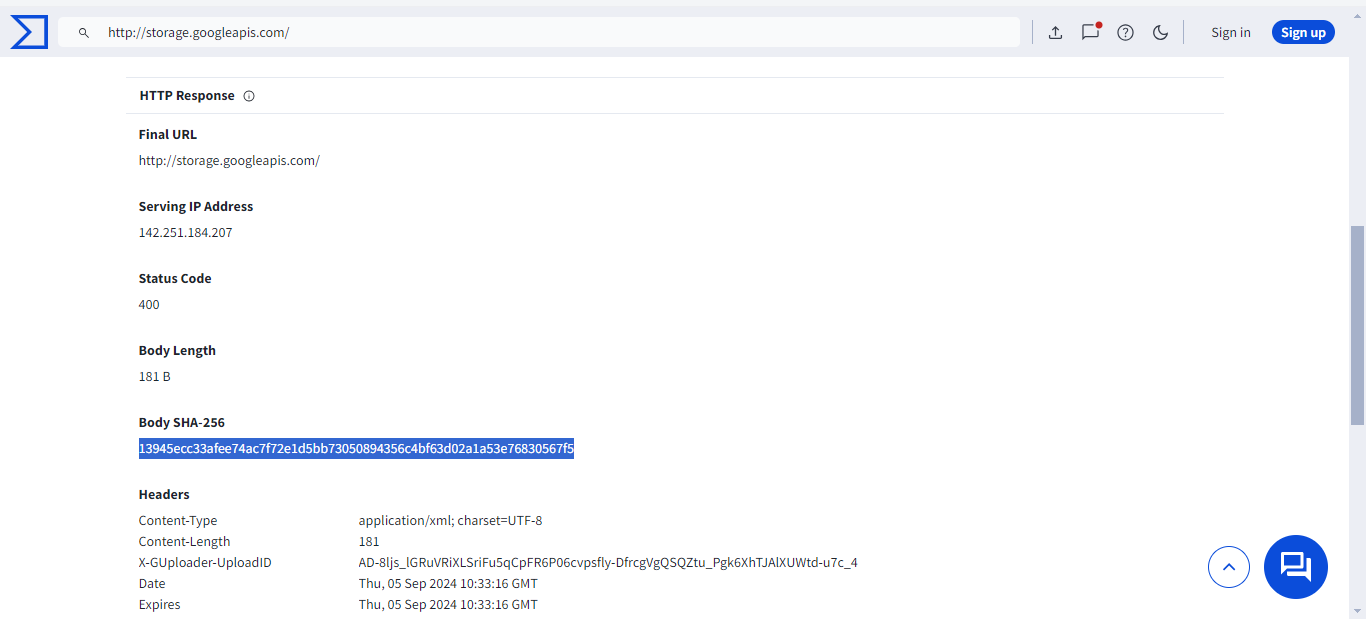 http://storage.googleapis.com/
Sign in
Sign up
HTTP Response
Final URL
http://storage.googleapis.com/
Serving IP Address
142.251.184.207
Status Code
400
Body Length
181 B
Body SHA-256
13945ecc33afee74ac7f72e1d5bb73050894356c4bf63d02a1a53e76830567f5
Headers
Content-Type application/xml; charset=UTF-8
Content-Length 181
X-GUploader-UploadID AD-8ljs_lGRuVRiXLSriFu5qCpFR6P06cvpsfly-DfrcgVgQSQZtu_Pgk6XhTJAlXUWtd-u7c_4
Date Thu, 05 Sep 2024 10:33:16 GMT
Expires Thu, 05 Sep 2024 10:33:16 GMT